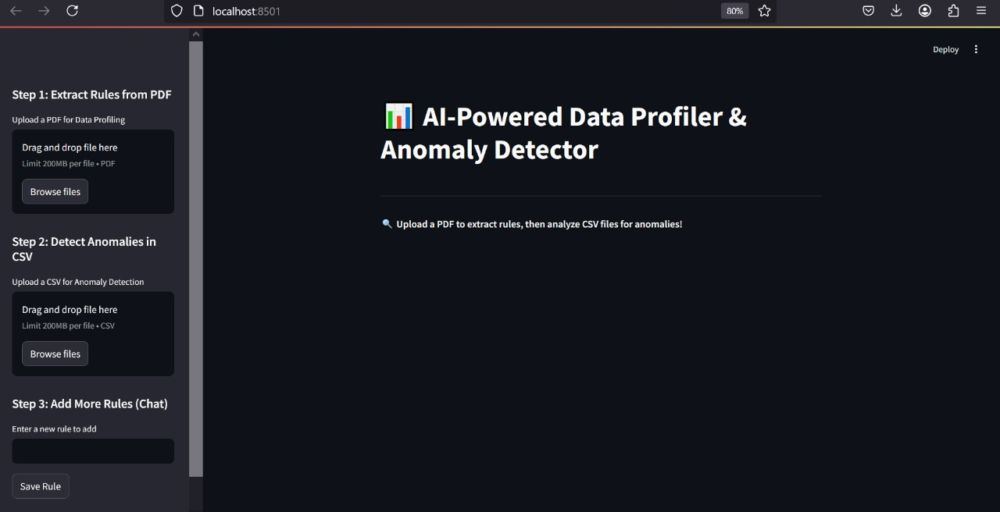 localhost:8501
80%
Deploy
Step 1: Extract Rules from PDF
Upload a PDF for Data Profiling
Drag and drop file here
Limit 200MB per file • PDF
Browse files
Step 2: Detect Anomalies in
CSV
Upload a CSV for Anomaly Detection
Drag and drop file here
Limit 200MB per file • CSV
Browse files
Step 3: Add More Rules (Chat)
Enter a new rule to add
Save Rule
📊 AI-Powered Data Profiler &
Anomaly Detector
🔍 Upload a PDF to extract rules, then analyze CSV files for anomalies!